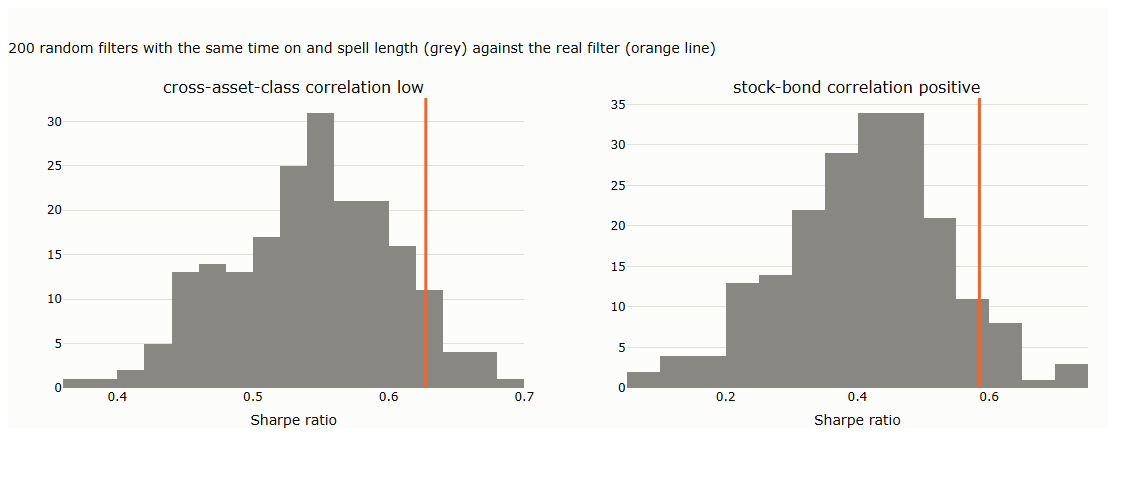 200 random filters with the same time on and spell length (grey) against the real filter (orange line)
cross-asset-class correlation low
30
25
20
15
10
5
0
0.4 0.5 0.6 0.7
Sharpe ratio
stock-bond correlation positive
35
30
25
20
15
10
5
0
0.2 0.4 0.6
Sharpe ratio